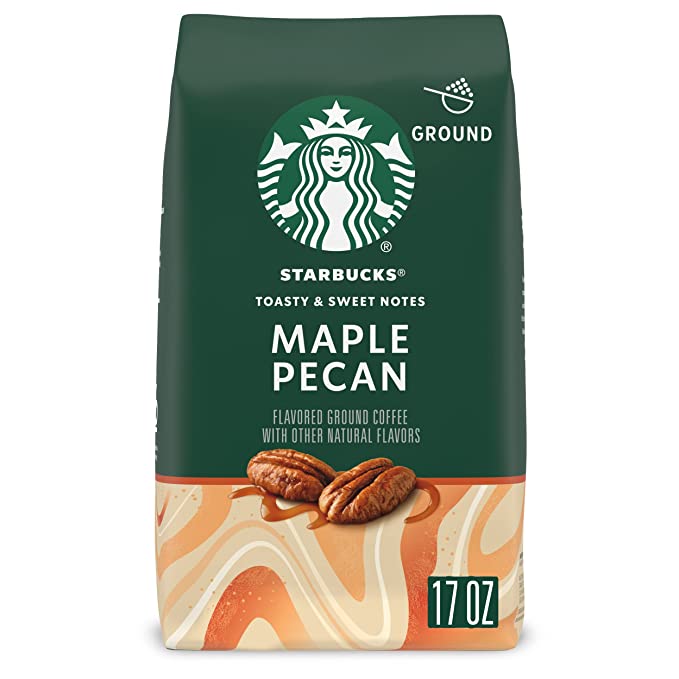 GROUND
®
STARBUCKS®
TOASTY & SWEET NOTES
MAPLE
PECAN
FLAVORED GROUND COFFEE
WITH OTHER NATURAL FLAVORS
17 OZ